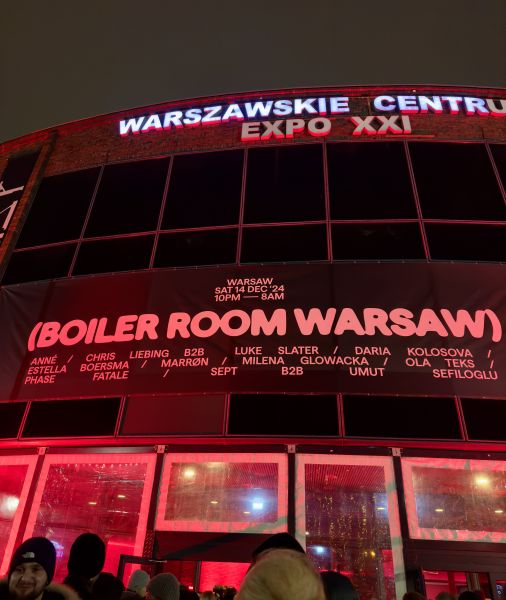 WARSZAWSKIE CENTRU
EXPO XXI
WARSAW
SAT 14 DEC '24
10PM — 8AM
(BOILER ROOM WARSAW)
ANNĒ / CHRIS LIEBING B2B LUKE SLATER / DARIA KOLOSOVA /
ESTELLA BOERSMA / MARRØN / MILENA GLOWACKA / OLA TEKS /
PHASE FATALE / SEPT B2B UMUT SEFILOGLU